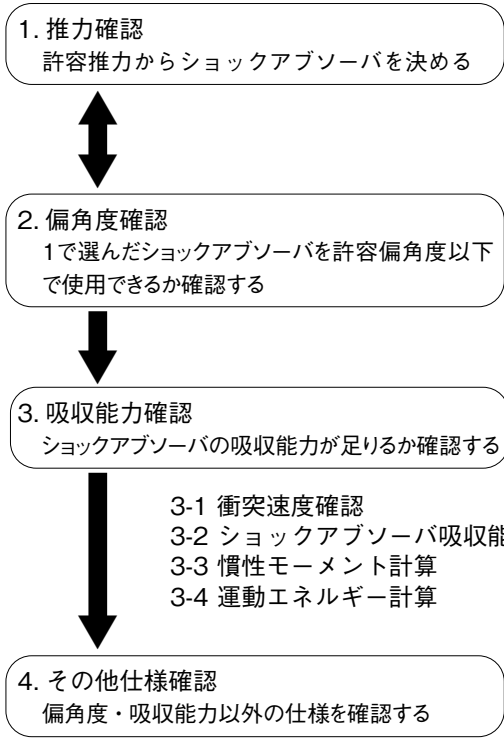 1. 推力確認
許容推力からショックアブソーバを決める
2. 偏角度確認
1で選んだショックアブソーバを許容偏角度以下
で使用できるか確認する
3. 吸収能力確認
ショックアブソーバの吸収能力が足りるか確認する
3-1 衝突速度確認
3-2 ショックアブソーバ吸収能
3-3 慣性モーメント計算
3-4 運動エネルギー計算
4. その他仕様確認
偏角度・吸収能力以外の仕様を確認する